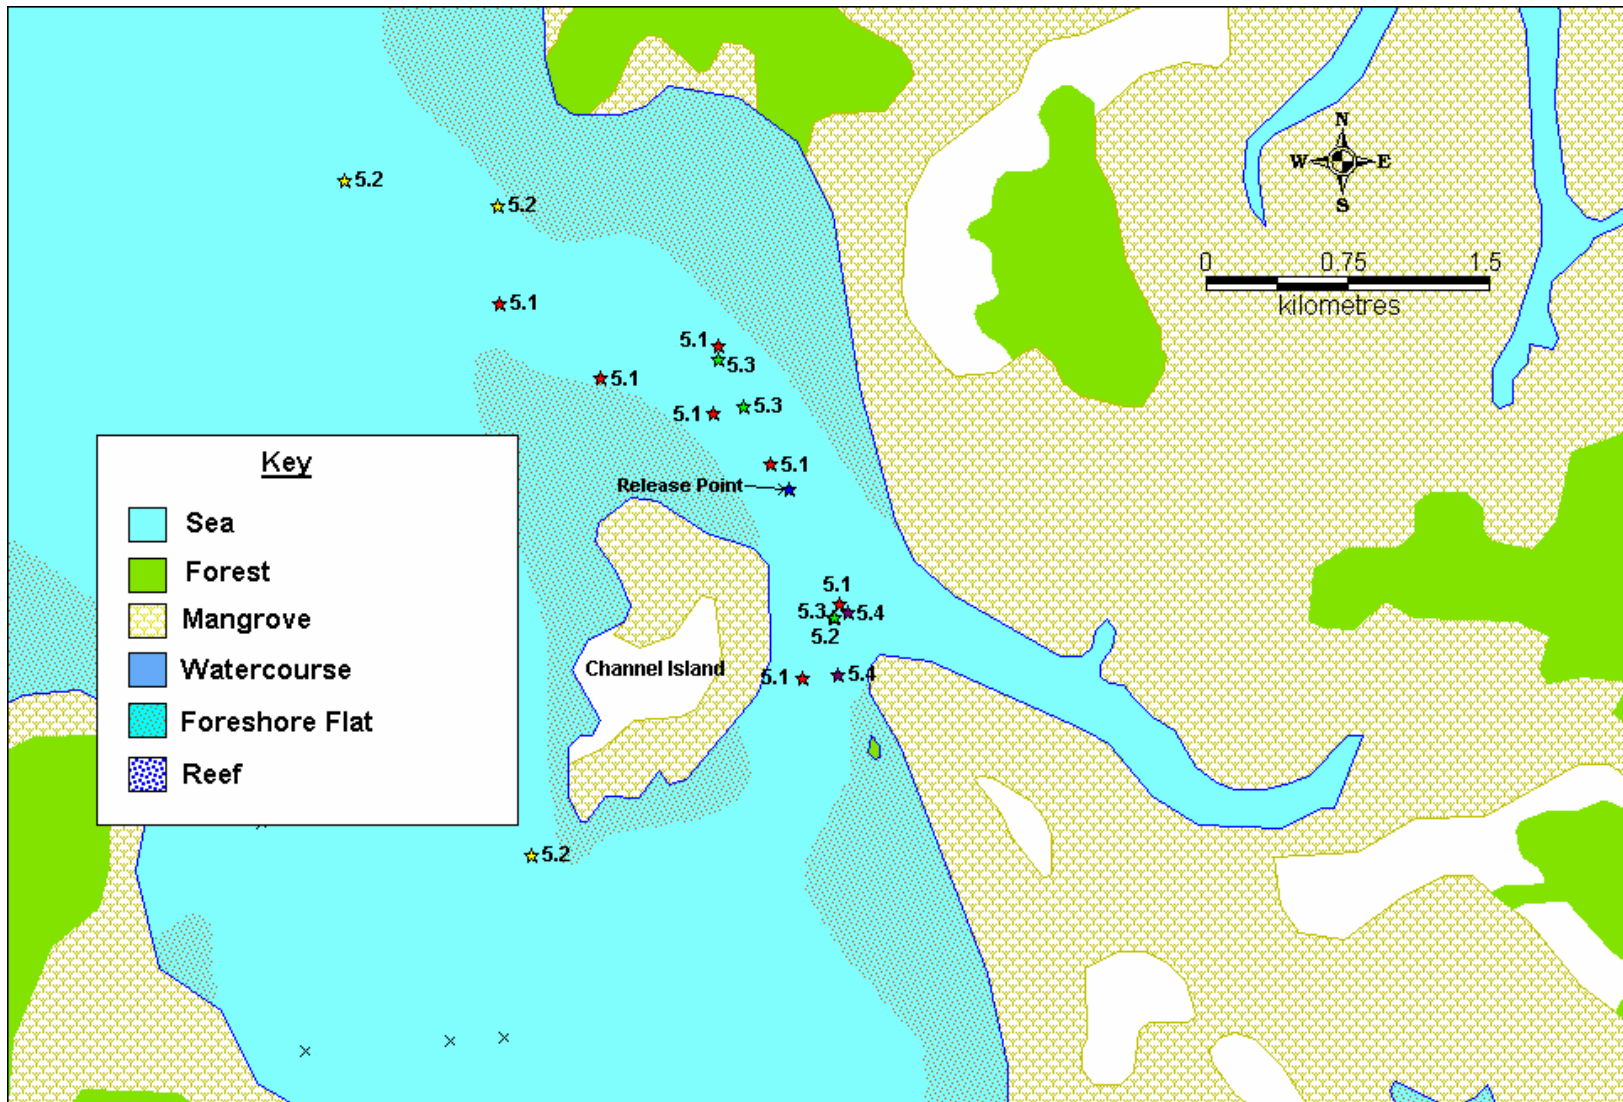 N
W E
S
5.2
5.2
0 0.75 1.5
kilometres
5.1
5.1
5.3
5.1
5.3
5.1
5.1
Release Point
Key
Sea
Forest
Mangrove
Watercourse
Foreshore Flat
Reef
5.1
5.3
5.4
5.2
Channel Island
5.1
5.4
5.2